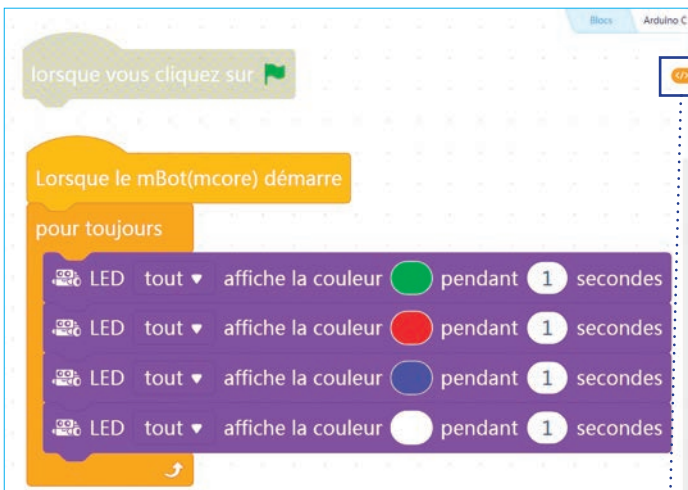 Blocs Arduino C
lorsque vous cliquez sur
</>
Lorsque le mBot(mcore) démarre
pour toujours
LED tout affiche la couleur pendant 1 secondes
LED tout affiche la couleur pendant 1 secondes
LED tout affiche la couleur pendant 1 secondes
LED tout affiche la couleur pendant 1 secondes